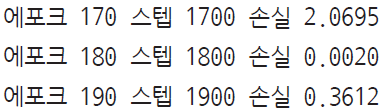 에포크 170 스텝 1700 손실 2.0695
에포크 180 스텝 1800 손실 0.0020
에포크 190 스텝 1900 손실 0.3612